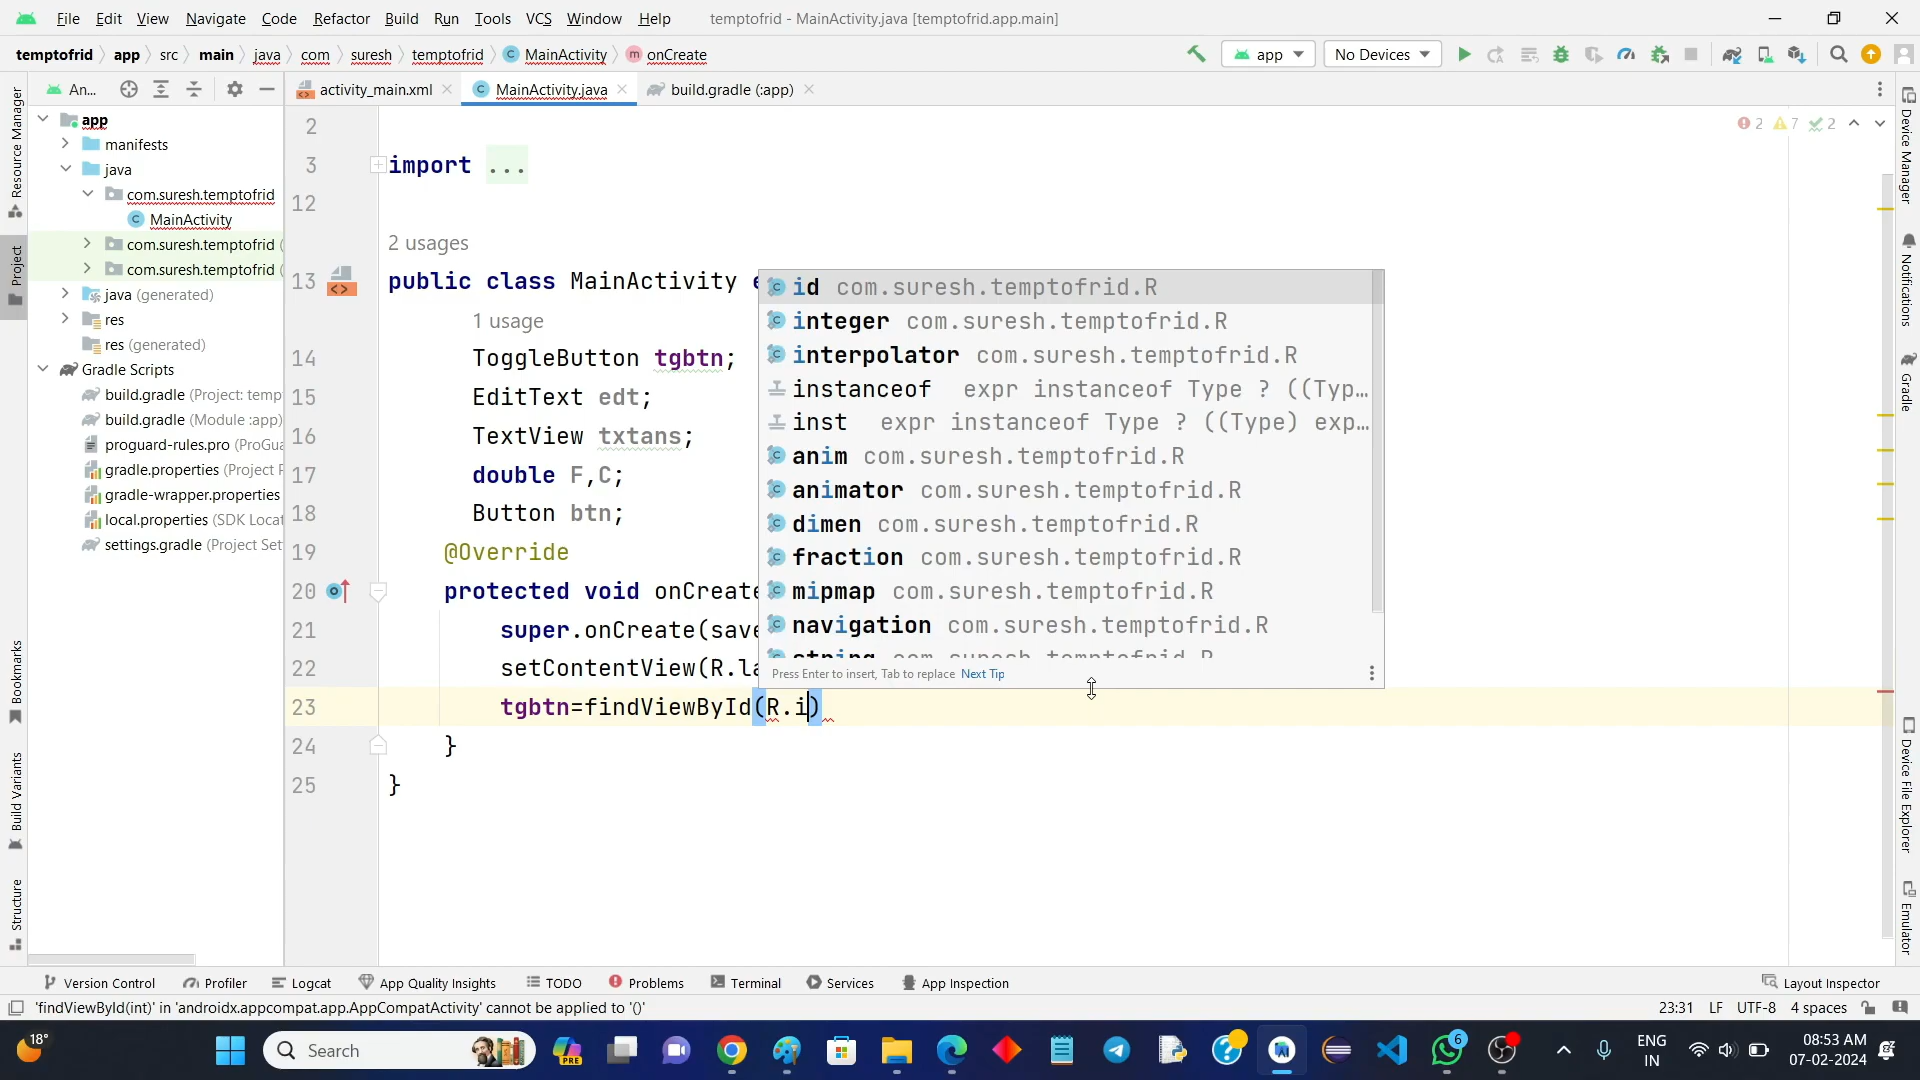 File Edit View Navigate Code Refactor Build Run Tools VCS Window Help temptofrid - MainActivity.java [temptofrid.app.main]
temptofrid app src main java com suresh temptofrid MainActivity onCreate app No Devices
An... activity_main.xml MainActivity.java build.gradle (:app)
Resource Manager
Project
Bookmarks
Build Variants
Structure
app
manifests
java
com.suresh.temptofrid
MainActivity
com.suresh.temptofrid (
com.suresh.temptofrid (
java (generated)
res
res (generated)
Gradle Scripts
build.gradle (Project: temp
build.gradle (Module :app)
proguard-rules.pro (ProGua
gradle.properties (Project P
gradle-wrapper.properties
local.properties (SDK Locat
settings.gradle (Project Set
2 7 2
2
3 import ...
12
2 usages
13 public class MainActivity e
1 usage
14 ToggleButton tgbtn;
15 EditText edt;
16 TextView txtans;
17 double F,C;
18 Button btn;
19 @Override
20 protected void onCreate
21 super.onCreate(save
22 setContentView(R.la
23 tgbtn=findViewById(R.i)
24 }
25 }
id com.suresh.temptofrid.R
integer com.suresh.temptofrid.R
interpolator com.suresh.temptofrid.R
instanceof expr instanceof Type ? ((Typ...
inst expr instanceof Type ? ((Type) exp...
anim com.suresh.temptofrid.R
animator com.suresh.temptofrid.R
dimen com.suresh.temptofrid.R
fraction com.suresh.temptofrid.R
mipmap com.suresh.temptofrid.R
navigation com.suresh.temptofrid.R
string com.suresh.temptofrid.R
Press Enter to insert, Tab to replace Next Tip
Device Manager
Notifications
Gradle
Device File Explorer
Emulator
Version Control Profiler Logcat App Quality Insights TODO Problems Terminal Services App Inspection Layout Inspector
'findViewById(int)' in 'androidx.appcompat.app.AppCompatActivity' cannot be applied to '()' 23:31 LF UTF-8 4 spaces
18° Search PRE 6 ENG 08:53 AM
IN 07-02-2024